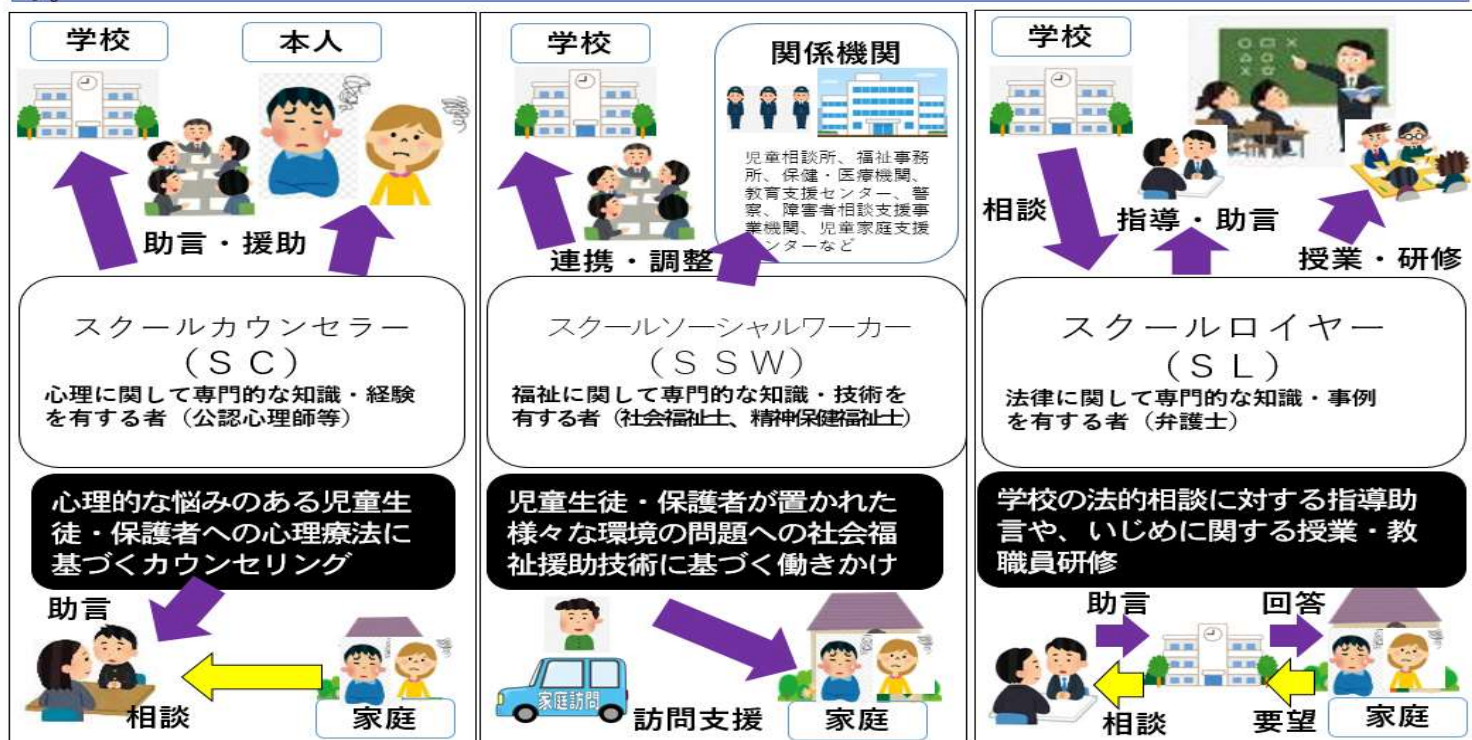 学校
本人
助言・援助
スクールカウンセラー
（ＳＣ）
心理に関して専門的な知識・経験
を有する者（公認心理師等）
心理的な悩みのある児童生
徒・保護者への心理療法に
基づくカウンセリング
助言
相談
家庭
学校
関係機関
児童相談所、福祉事務
所、保健・医療機関、
教育支援センター、警
察、障害者相談支援事
業機関、児童家庭支援
ンターなど
連携・調整
スクールソーシャルワーカー
（ＳＳＷ）
福祉に関して専門的な知識・技術を
有する者（社会福祉士、精神保健福祉士）
児童生徒・保護者が置かれた
様々な環境の問題への社会福
祉援助技術に基づく働きかけ
家庭訪問
訪問支援
家庭
学校
相談
指導・助言
授業・研修
スクールロイヤー
（ＳＬ）
法律に関して専門的な知識・事例
を有する者（弁護士）
学校の法的相談に対する指導助
言や、いじめに関する授業・教
職員研修
助言
回答
相談
要望
家庭